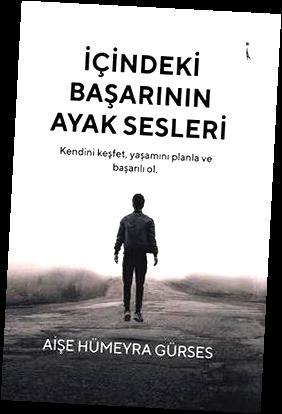 İÇİNDEKİ
BAŞARININ
AYAK SESLERİ
Kendini keşfet, yaşamını planla ve
başarılı ol.
AİŞE HÜMEYRA GÜRSES